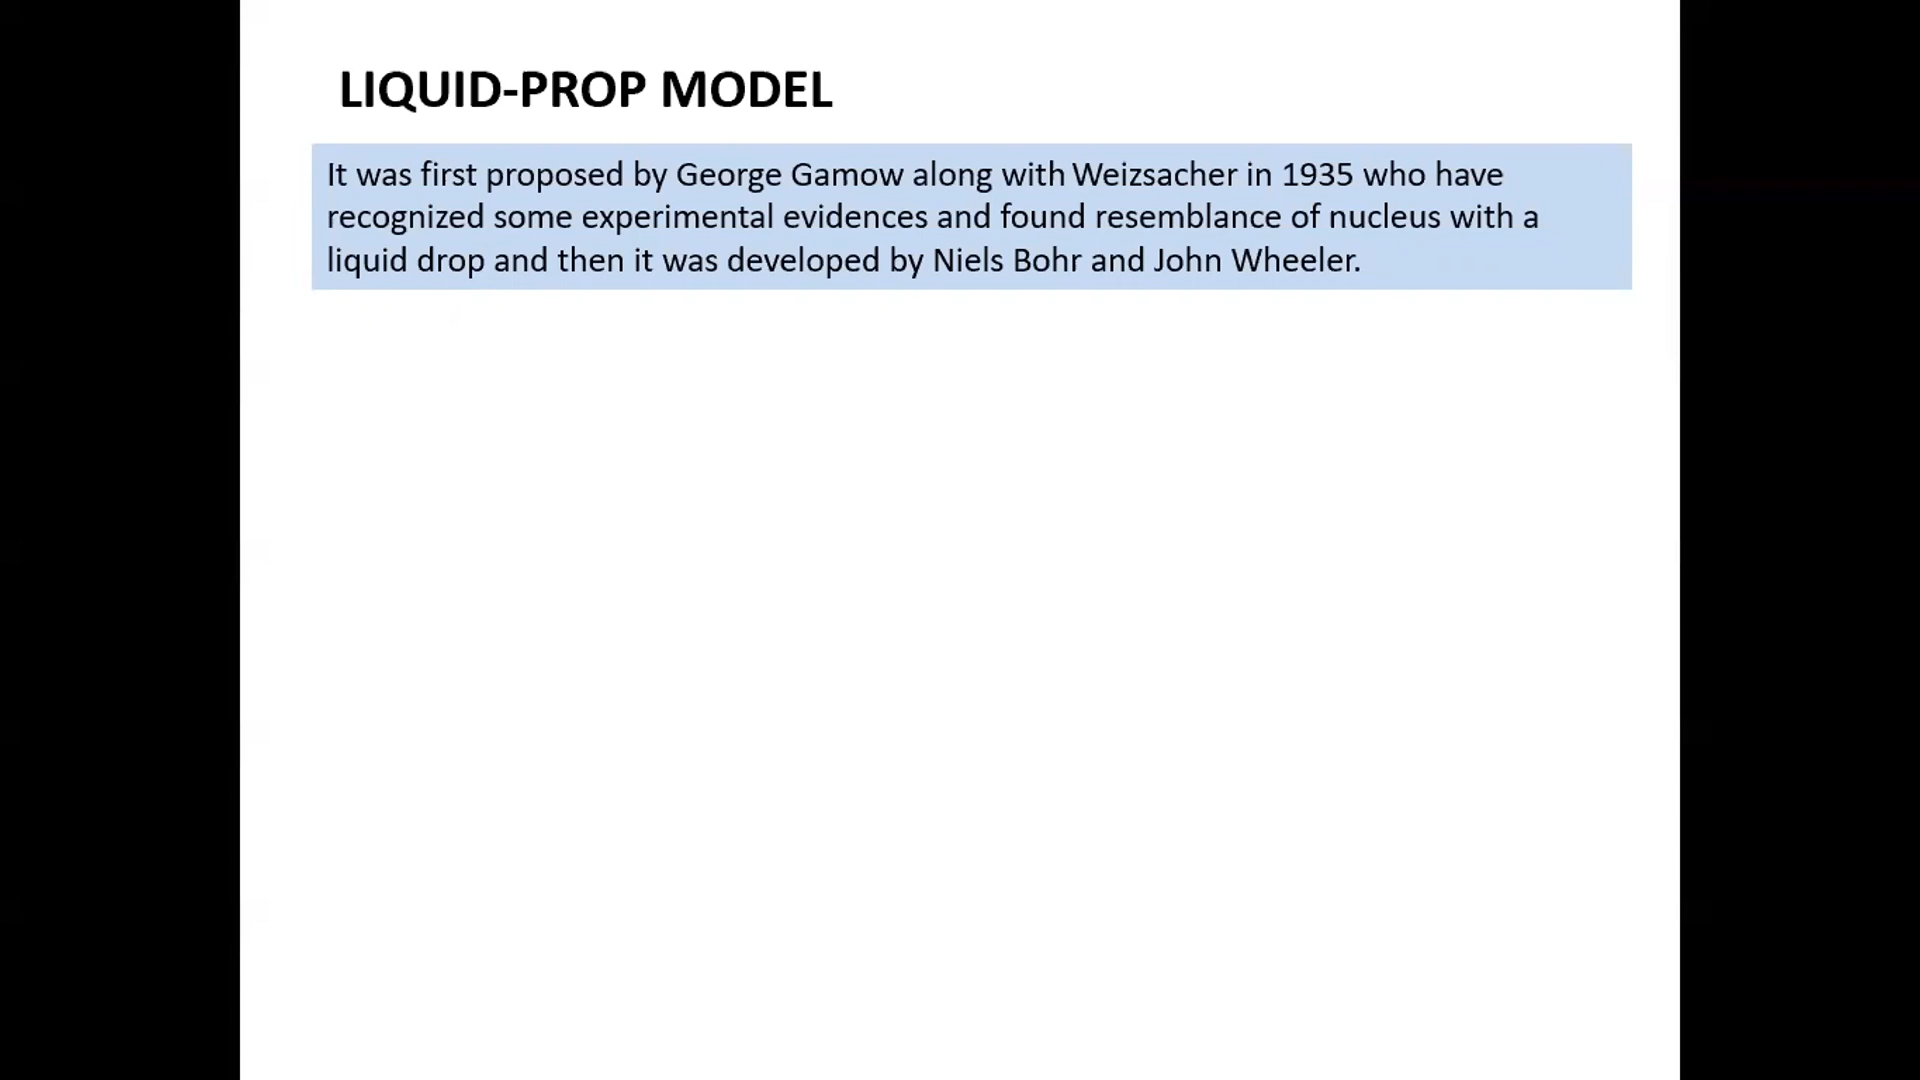 LIQUID-PROP MODEL
It was first proposed by George Gamow along with Weizsacher in 1935 who have
recognized some experimental evidences and found resemblance of nucleus with a
liquid drop and then it was developed by Niels Bohr and John Wheeler.